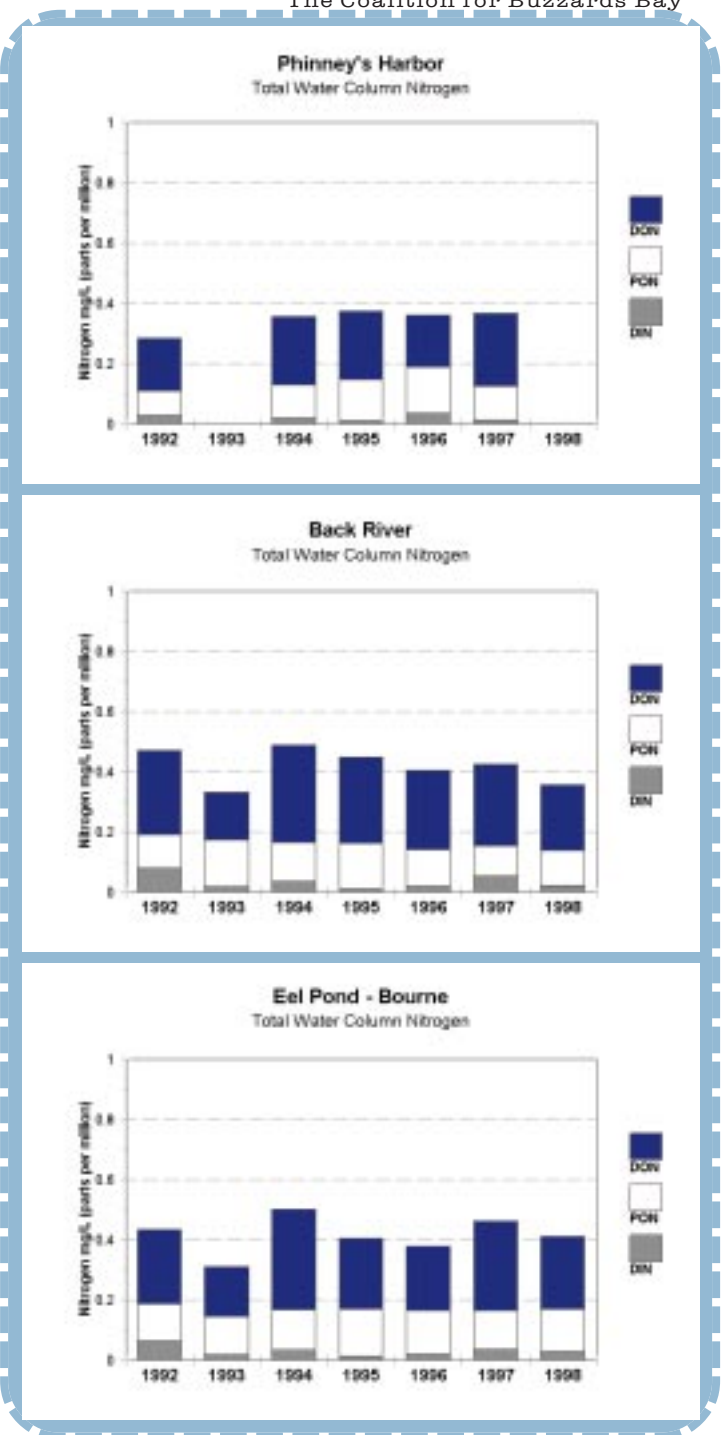 The Coalition for Buzzards Bay
Phinney's Harbor
Total Water Column Nitrogen
Nitrogen mg/L (parts per million)
1
0.8
0.6
0.4
0.2
0
1992 1993 1994 1995 1996 1997 1998
DON
PON
DIN
Back River
Total Water Column Nitrogen
Nitrogen mg/L (parts per million)
1
0.8
0.6
0.4
0.2
0
1992 1993 1994 1995 1996 1997 1998
DON
PON
DIN
Eel Pond - Bourne
Total Water Column Nitrogen
Nitrogen mg/L (parts per million)
1
0.8
0.6
0.4
0.2
0
1992 1993 1994 1995 1996 1997 1998
DON
PON
DIN